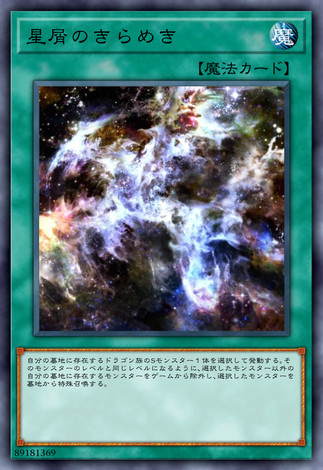 星屑のきらめき
魔
【魔法カード】
自分の墓地に存在するドラゴン族のSモンスター1体を選択して発動する。そ
のモンスターのレベルと同じレベルになるように、選択したモンスター以外の
自分の墓地に存在するモンスターをゲームから除外し、選択したモンスターを
墓地から特殊召喚する。
89181369